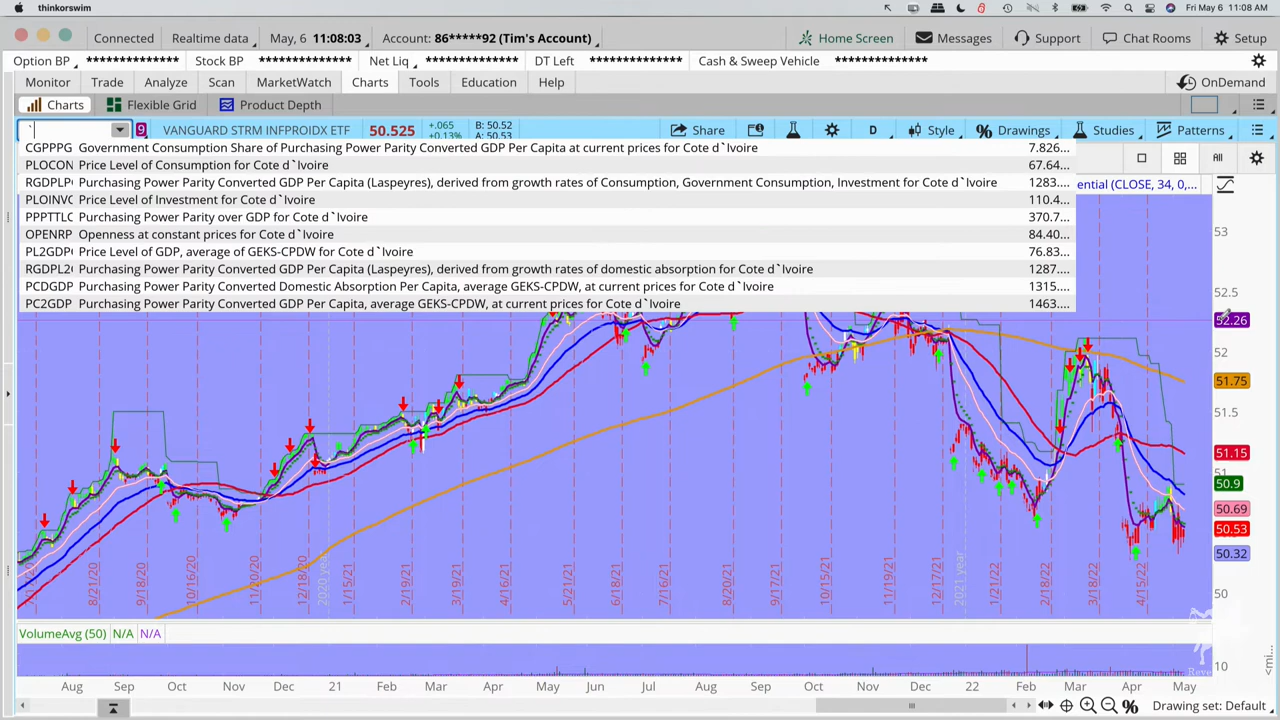 thinkorswim
Fri May 6 11:08 AM
Connected Realtime data May, 6 11:08:03 Account: 86*****92 (Tim's Account) Home Screen Messages Support Chat Rooms Setup
Option BP ************** Stock BP ************** Net Liq ************** DT Left ************** Cash & Sweep Vehicle **************
Monitor Trade Analyze Scan MarketWatch Charts Tools Education Help OnDemand
Charts Flexible Grid Product Depth
` 9 VANGUARD STRM INFPROIDX ETF 50.525 +.065 +0.13% B: 50.52 A: 50.53 Share D Style Drawings Studies Patterns
CGPPPG Government Consumption Share of Purchasing Power Parity Converted GDP Per Capita at current prices for Cote d`Ivoire 7.826...
PLOCON Price Level of Consumption for Cote d`Ivoire 67.64...
All
RGDPLP Purchasing Power Parity Converted GDP Per Capita (Laspeyres), derived from growth rates of Consumption, Government Consumption, Investment for Cote d`Ivoire 1283....
ential (CLOSE, 34, 0,...
PLOINV Price Level of Investment for Cote d`Ivoire 110.4...
PPPTTLC Purchasing Power Parity over GDP for Cote d`Ivoire 370.7...
OPENRP Openness at constant prices for Cote d`Ivoire 84.40...
PL2GDP Price Level of GDP, average of GEKS-CPDW for Cote d`Ivoire 76.83...
RGDPL2 Purchasing Power Parity Converted GDP Per Capita (Laspeyres), derived from growth rates of domestic absorption for Cote d`Ivoire 1287....
PCDGDP Purchasing Power Parity Converted Domestic Absorption Per Capita, average GEKS-CPDW, at current prices for Cote d`Ivoire 1315....
PC2GDP Purchasing Power Parity Converted GDP Per Capita, average GEKS-CPDW, at current prices for Cote d`Ivoire 1463....
53
52.5
52.26
52
51.75
51.5
51.15
51
50.9
50.69
50.53
50.32
50
8/21/20 9/18/20 10/16/20 11/20/20 12/18/20 2020 year 1/15/21 2/19/21 3/19/21 4/16/21 5/21/21 6/18/21 7/16/21 8/20/21 9/17/21 10/15/21 11/19/21 12/17/21 2021 year 1/21/22 2/18/22 3/18/22 4/15/22
VolumeAvg (50) N/A N/A
10
Aug Sep Oct Nov Dec 21 Feb Mar Apr May Jun Jul Aug Sep Oct Nov Dec 22 Feb Mar Apr May
Drawing set: Default